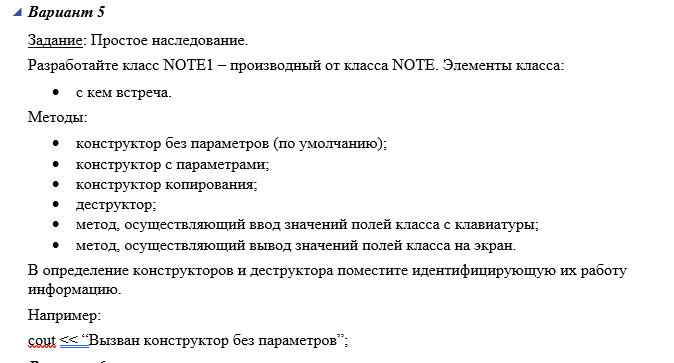 Вариант 5
Задание: Простое наследование.
Разработайте класс NOTE1 – производный от класса NOTE. Элементы класса:
• с кем встреча.
Методы:
• конструктор без параметров (по умолчанию);
• конструктор с параметрами;
• конструктор копирования;
• деструктор;
• метод, осуществляющий ввод значений полей класса с клавиатуры;
• метод, осуществляющий вывод значений полей класса на экран.
В определение конструкторов и деструктора поместите идентифицирующую их работу
информацию.
Например:
cout << “Вызван конструктор без параметров”;